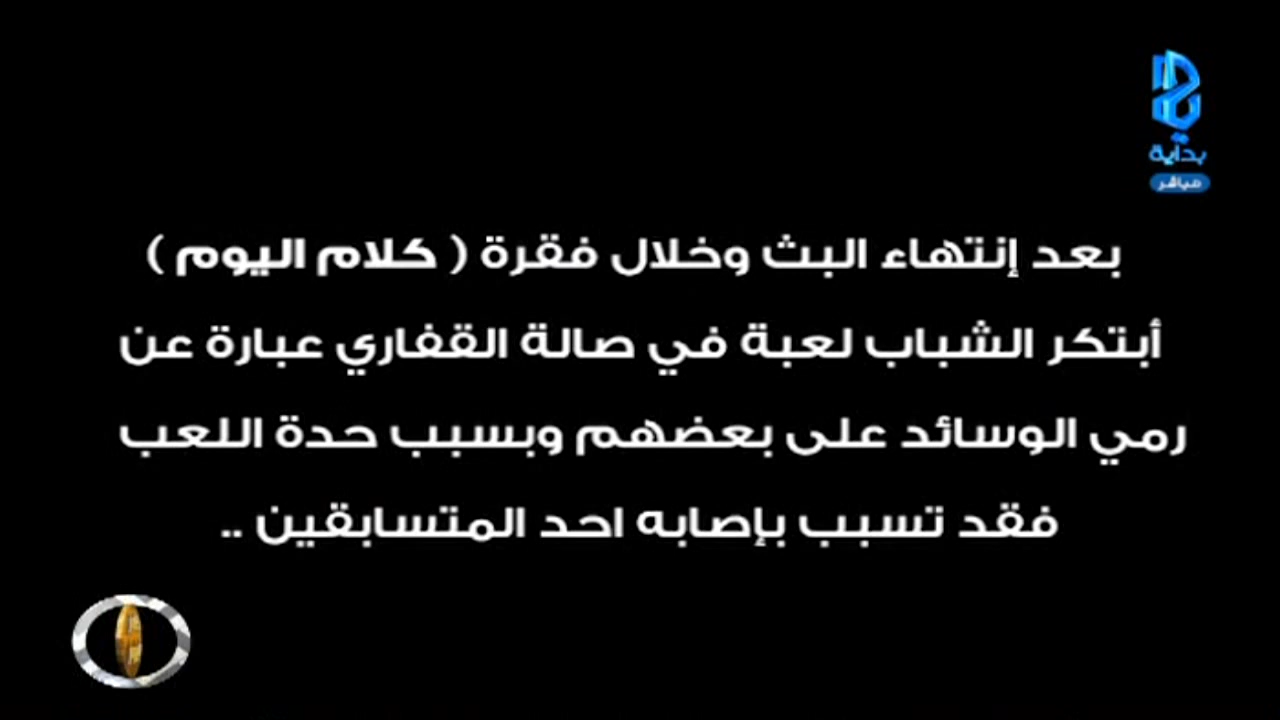 بداية
مباشر
بعد إنتهاء البث وخلال فقرة ( كلام اليوم )
أبتكر الشباب لعبة في صالة القفاري عبارة عن
رمي الوسائد على بعضهم وبسبب حدة اللعب
فقد تسبب بإصابه احد المتسابقين ..